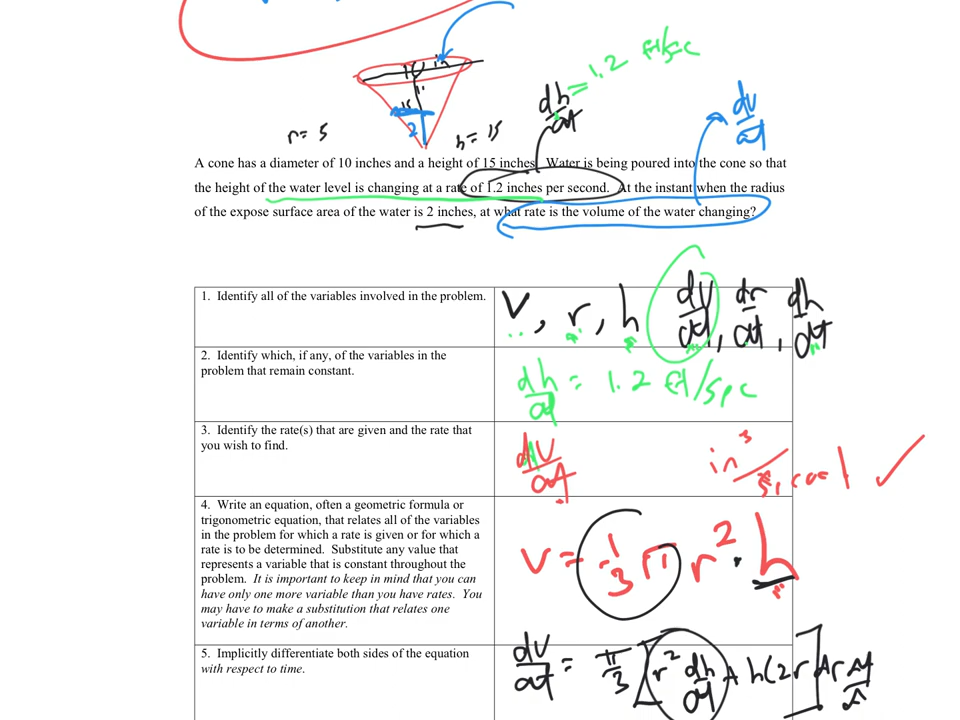 10 in
dh/dt = 1.2 ft/sec
dv/dt
15
2
r = 5
h = 15
A cone has a diameter of 10 inches and a height of 15 inches. Water is being poured into the cone so that
the height of the water level is changing at a rate of 1.2 inches per second. At the instant when the radius
of the expose surface area of the water is 2 inches, at what rate is the volume of the water changing?
1. Identify all of the variables involved in the problem.
V, r, h dv/dt, dr/dt, dh/dt
2. Identify which, if any, of the variables in the
problem that remain constant.
dh/dt = 1.2 ft/sec
3. Identify the rate(s) that are given and the rate that
you wish to find.
dv/dt in³/second ✓
4. Write an equation, often a geometric formula or
trigonometric equation, that relates all of the variables
in the problem for which a rate is given or for which a
rate is to be determined. Substitute any value that
represents a variable that is constant throughout the
problem. It is important to keep in mind that you can
have only one more variable than you have rates. You
may have to make a substitution that relates one
variable in terms of another.
V = 1/3 π r² · h
5. Implicitly differentiate both sides of the equation
with respect to time.
dv/dt = π/3 [r² dh/dt + h(2r)]